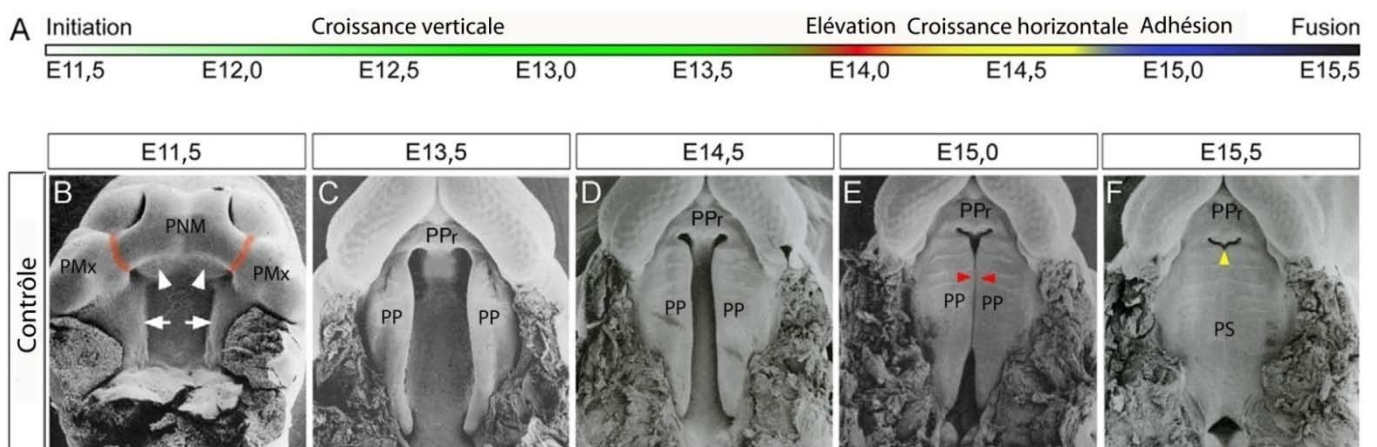 A Initiation Croissance verticale Elévation Croissance horizontale Adhésion Fusion
E11,5 E12,0 E12,5 E13,0 E13,5 E14,0 E14,5 E15,0 E15,5
E11,5 E13,5 E14,5 E15,0 E15,5
Contrôle
B C D E F
PNM
PMx PMx
PPr
PP PP
PPr
PP PP
PPr
PP PP
PPr
PS